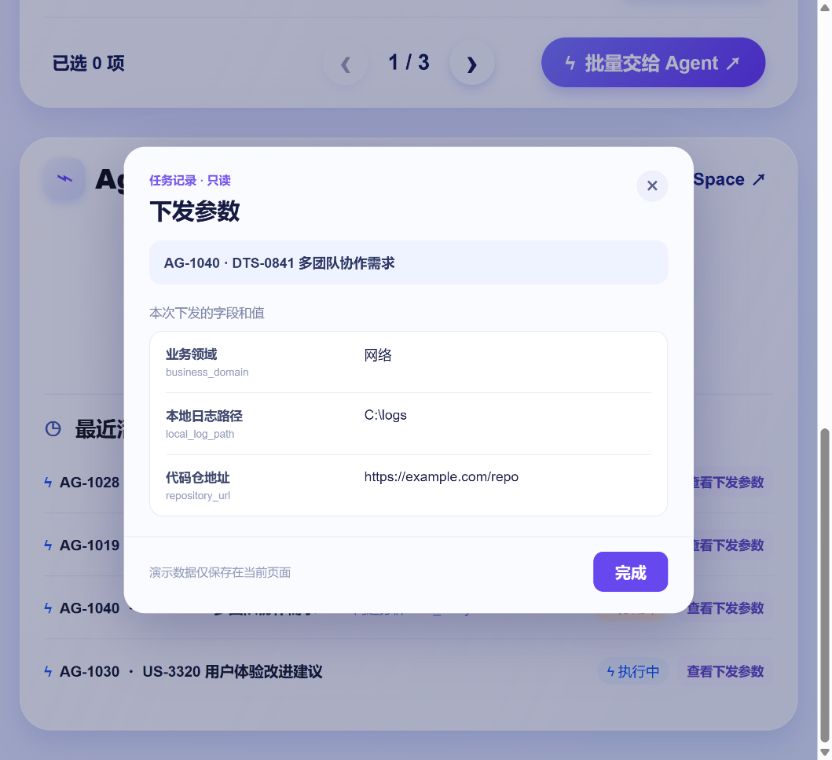 已选 0 项
1 / 3
批量交给 Agent ↗
Space ↗
任务记录 · 只读
下发参数
AG-1040 · DTS-0841 多团队协作需求
本次下发的字段和值
业务领域
business_domain
网络
本地日志路径
local_log_path
C:\logs
代码仓地址
repository_url
https://example.com/repo
演示数据仅保存在当前页面
完成
最近
AG-1028
查看下发参数
AG-1019
查看下发参数
AG-1040 ·
查看下发参数
AG-1030 · US-3320 用户体验改进建议
执行中
查看下发参数